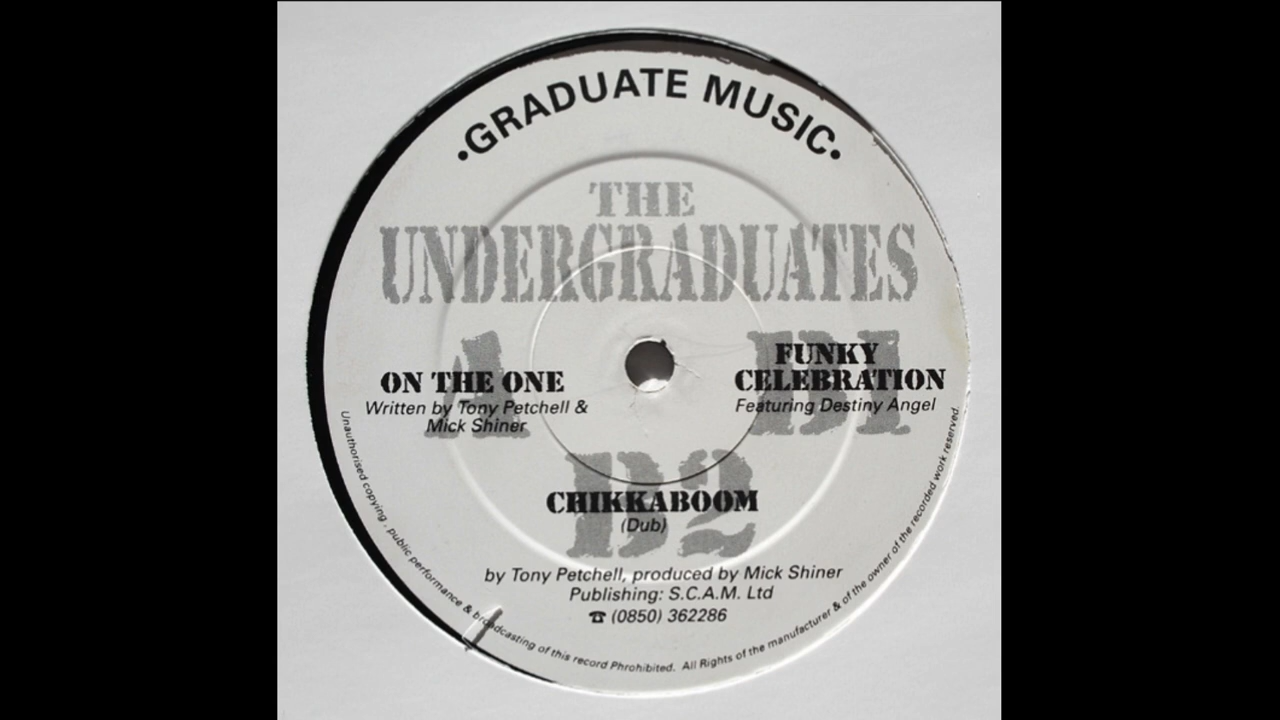 •GRADUATE MUSIC•
THE
UNDERGRADUATES
A
ON THE ONE
Written by Tony Petchell &
Mick Shiner
B1
FUNKY
CELEBRATION
Featuring Destiny Angel
B2
CHIKKABOOM
(Dub)
by Tony Petchell, produced by Mick Shiner
Publishing: S.C.A.M. Ltd
☎ (0850) 362286
Unauthorised copying . public performance & broadcasting of this record Phrohibited. All Rights of the manufacturer & of the owner of the recorded work reserved.